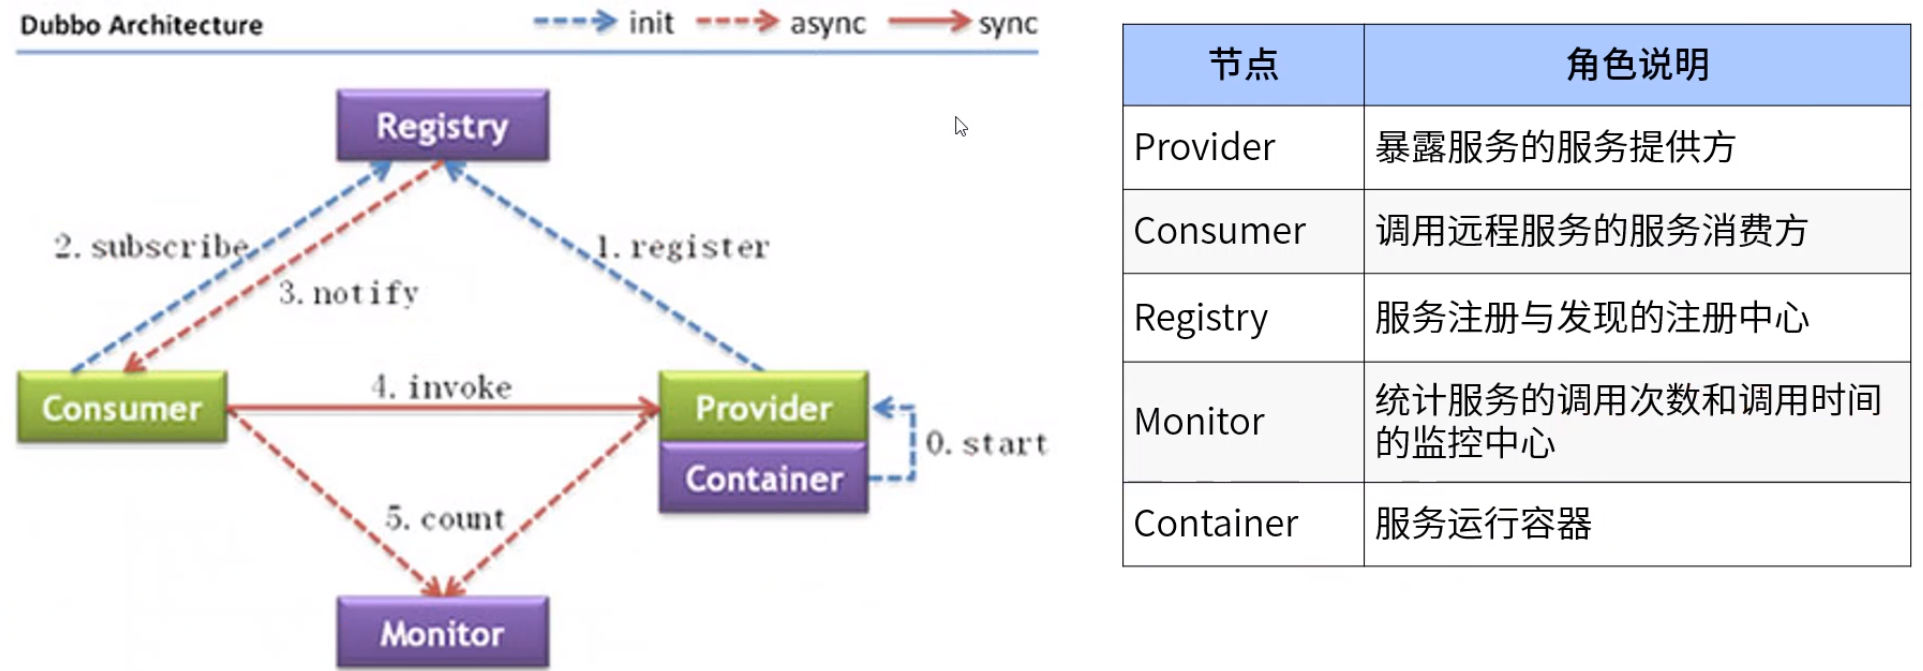 Dubbo Architecture
init
async
sync
Registry
2. subscribe
1. register
3. notify
Consumer
4. invoke
Provider
0. start
Container
5. count
Monitor
节点
角色说明
Provider
暴露服务的服务提供方
Consumer
调用远程服务的服务消费方
Registry
服务注册与发现的注册中心
Monitor
统计服务的调用次数和调用时间
的监控中心
Container
服务运行容器